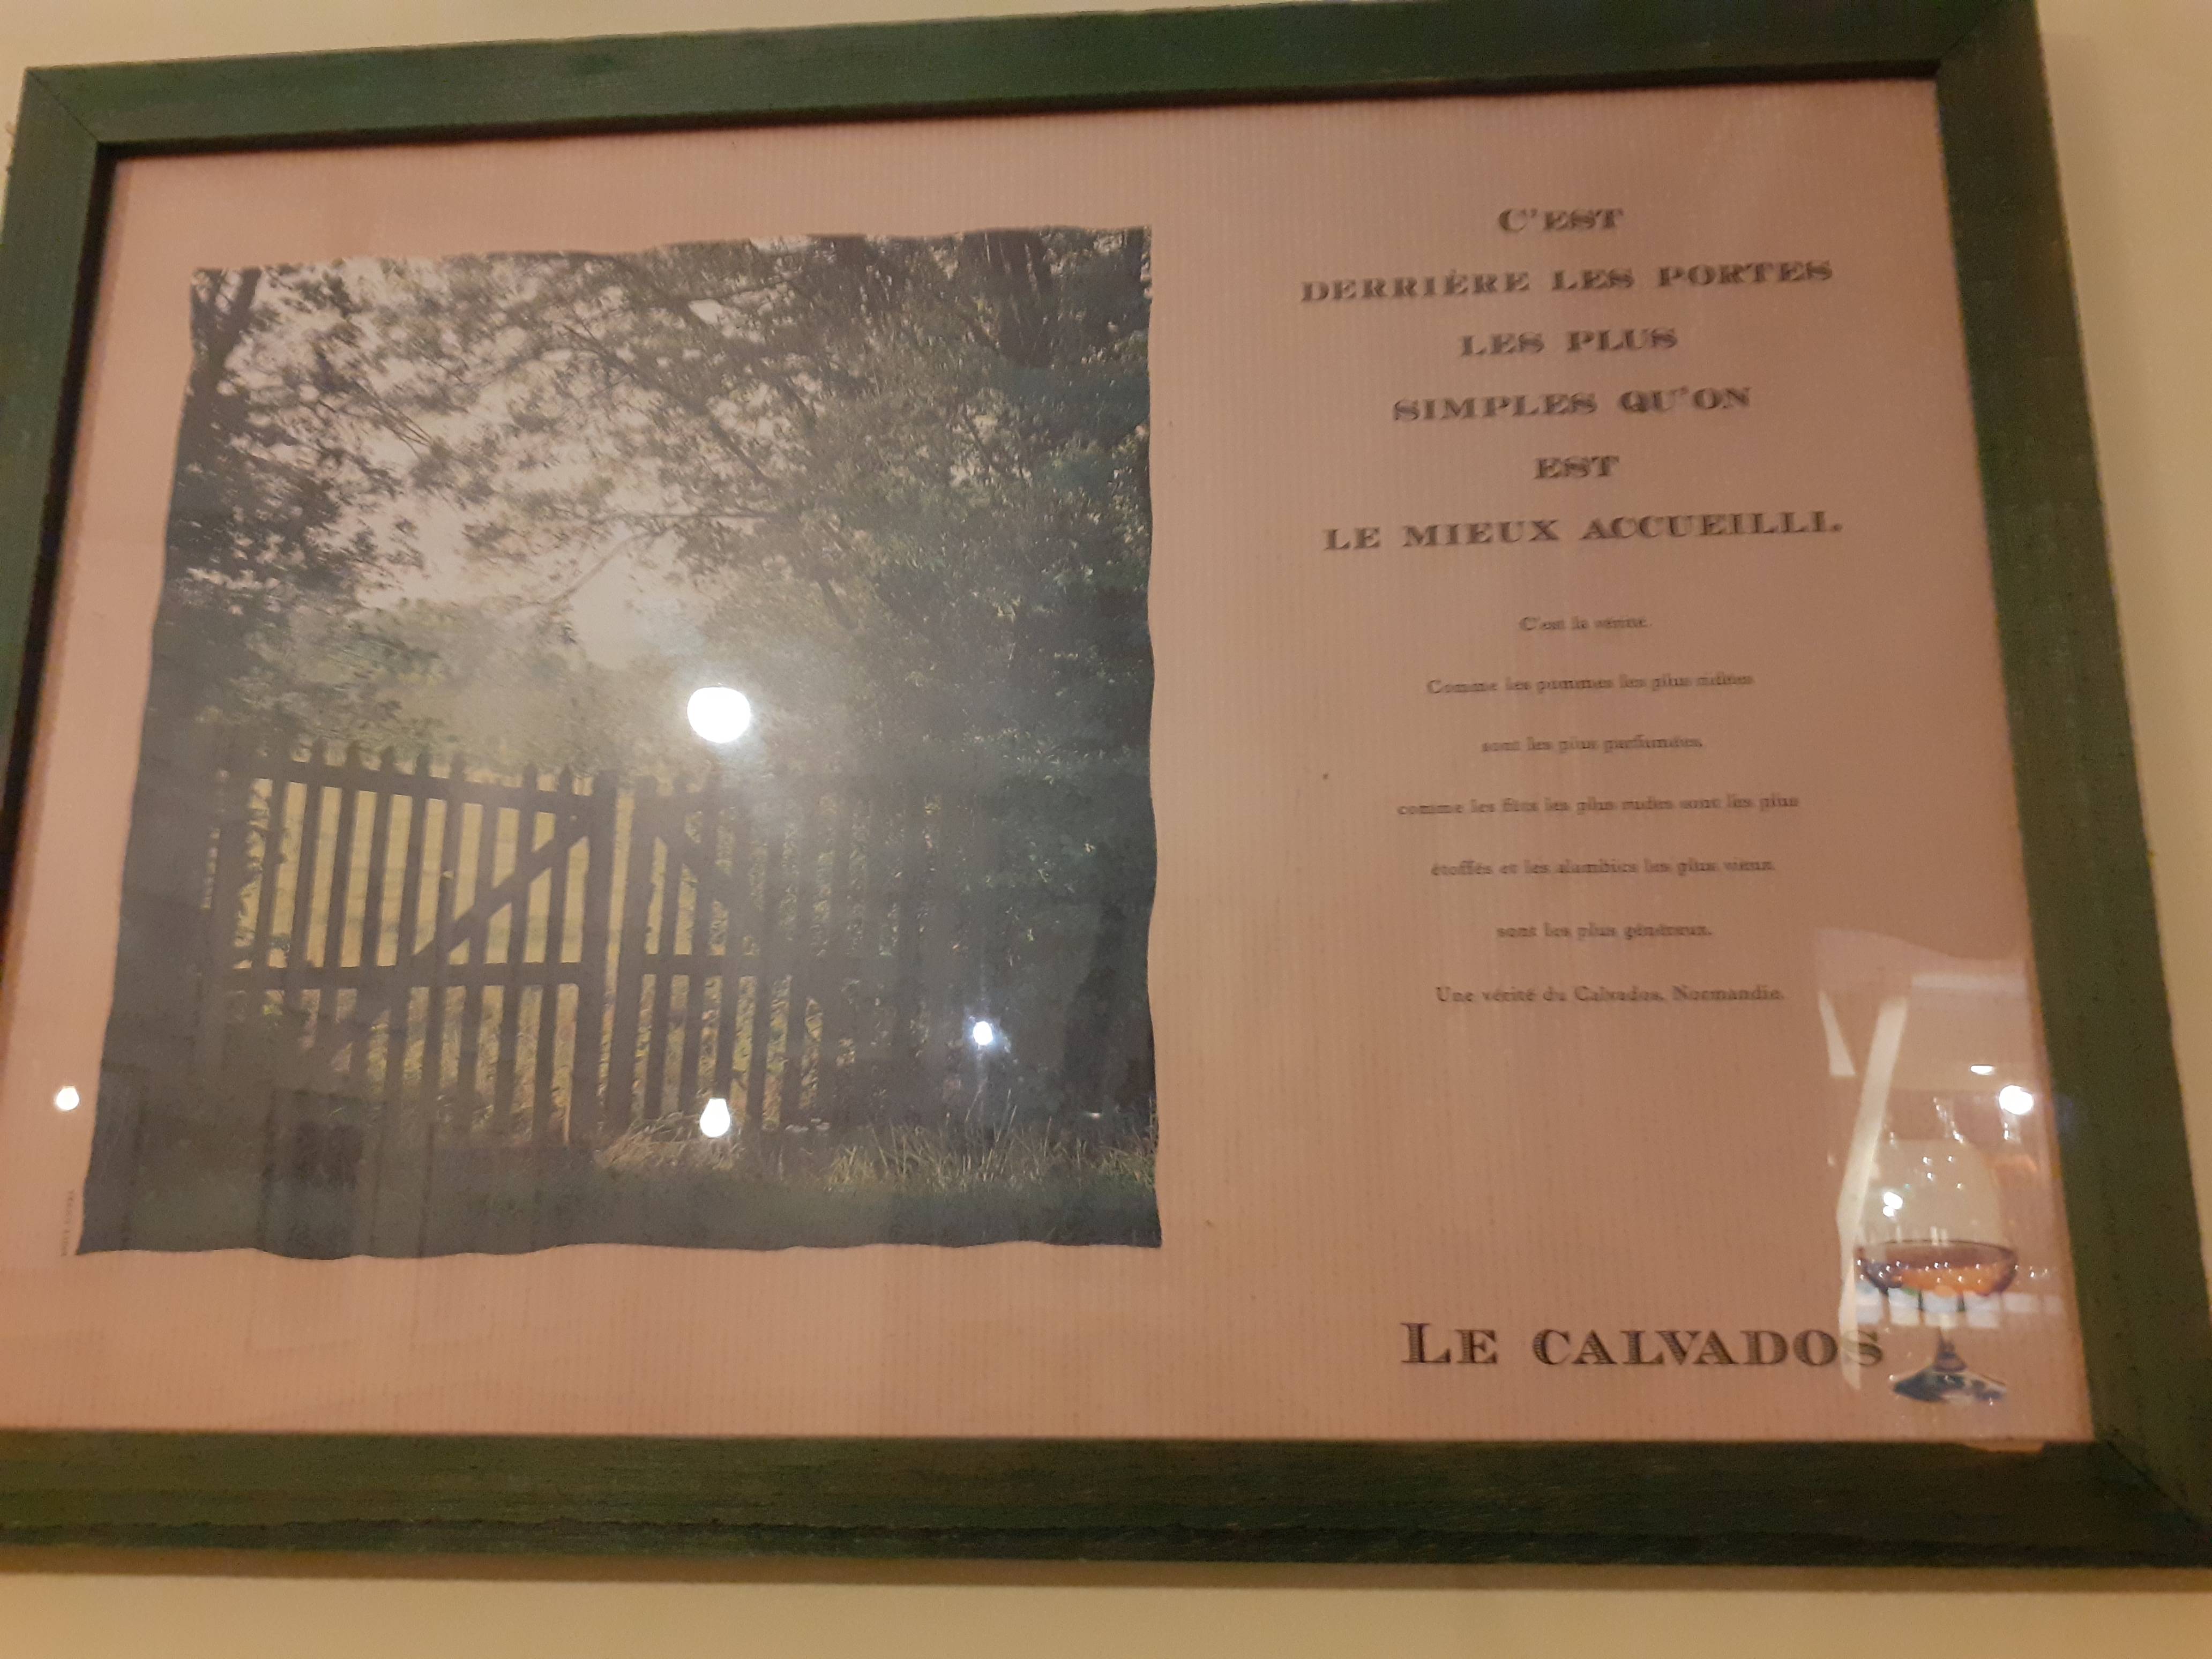 C'EST
DERRIÈRE LES PORTES
LES PLUS
SIMPLES QU'ON
EST
LE MIEUX ACCUEILLI.
C'est la vérité.
Comme les pommes les plus ridées
sont les plus parfumées,
comme les fûts les plus rudes sont les plus
étoffés et les alambics les plus vieux
sont les plus généreux.
Une vérité du Calvados, Normandie.
LE CALVADOS